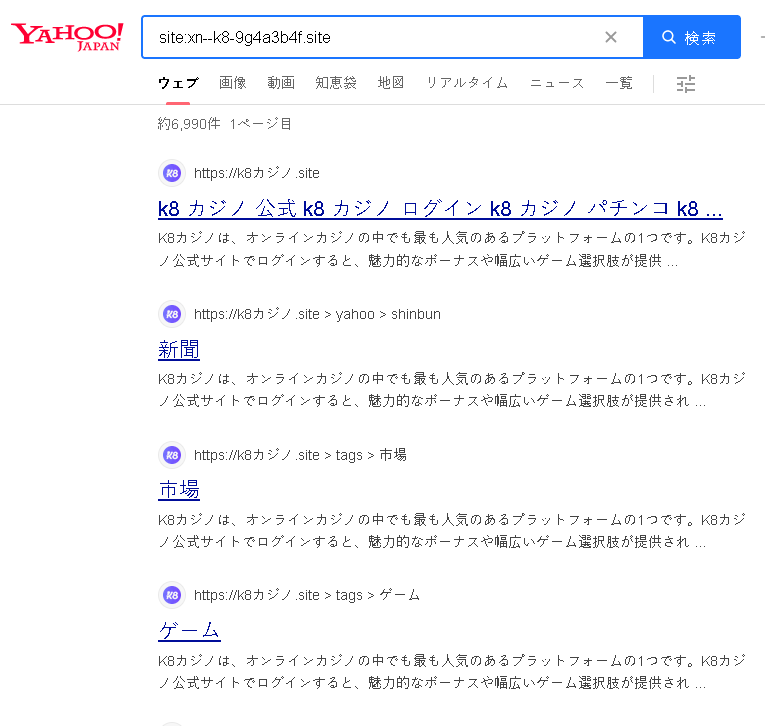 YAHOO! JAPAN
site:xn--k8-9g4a3b4f.site
検索
ウェブ 画像 動画 知恵袋 地図 リアルタイム ニュース 一覧
約6,990件 1ページ目
K8 https://k8カジノ.site
k8 カジノ 公式 k8 カジノ ログイン k8 カジノ パチンコ k8 ...
K8カジノは、オンラインカジノの中でも最も人気のあるプラットフォームの1つです。K8カジ
ノ公式サイトでログインすると、魅力的なボーナスや幅広いゲーム選択肢が提供 ...
K8 https://k8カジノ.site > yahoo > shinbun
新聞
K8カジノは、オンラインカジノの中でも最も人気のあるプラットフォームの1つです。K8カジ
ノ公式サイトでログインすると、魅力的なボーナスや幅広いゲーム選択肢が提供され ...
K8 https://k8カジノ.site > tags > 市場
市場
K8カジノは、オンラインカジノの中でも最も人気のあるプラットフォームの1つです。K8カジ
ノ公式サイトでログインすると、魅力的なボーナスや幅広いゲーム選択肢が提供され ...
K8 https://k8カジノ.site > tags > ゲーム
ゲーム
K8カジノは、オンラインカジノの中でも最も人気のあるプラットフォームの1つです。K8カジ
ノ公式サイトでログインすると、魅力的なボーナスや幅広いゲーム選択肢が提供され ...